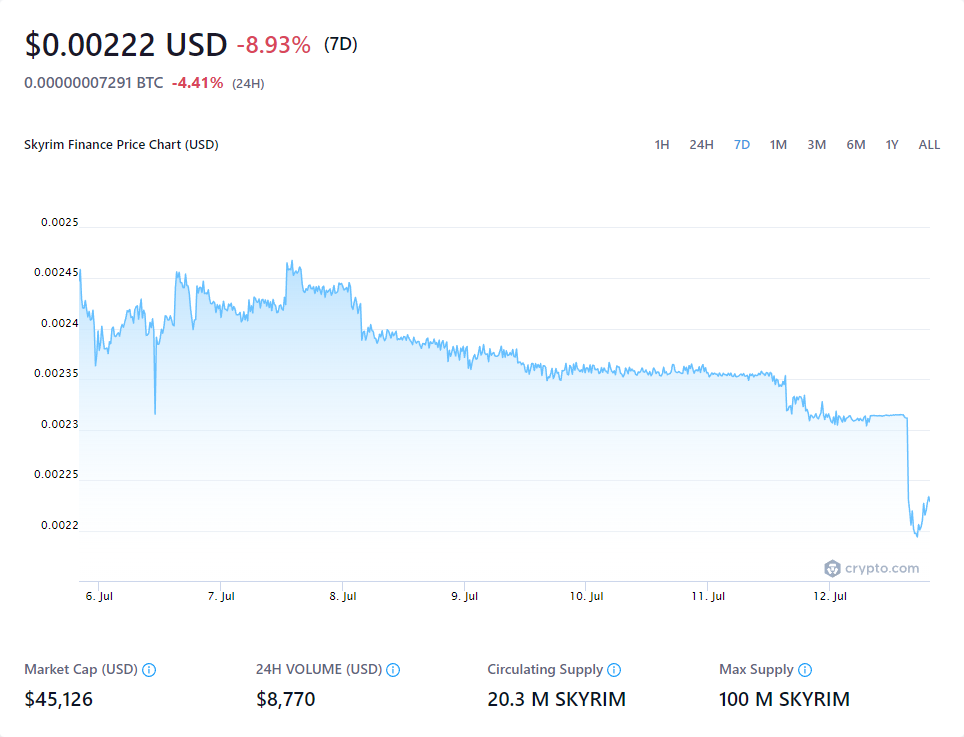 $0.00222 USD -8.93% (7D)
0.00000007291 BTC -4.41% (24H)
Skyrim Finance Price Chart (USD) 1H 24H 7D 1M 3M 6M 1Y ALL
0.0025
0.00245
0.0024
0.00235
0.0023
0.00225
0.0022
crypto.com
6. Jul 7. Jul 8. Jul 9. Jul 10. Jul 11. Jul 12. Jul
Market Cap (USD) 24H VOLUME (USD) Circulating Supply Max Supply
$45,126 $8,770 20.3 M SKYRIM 100 M SKYRIM